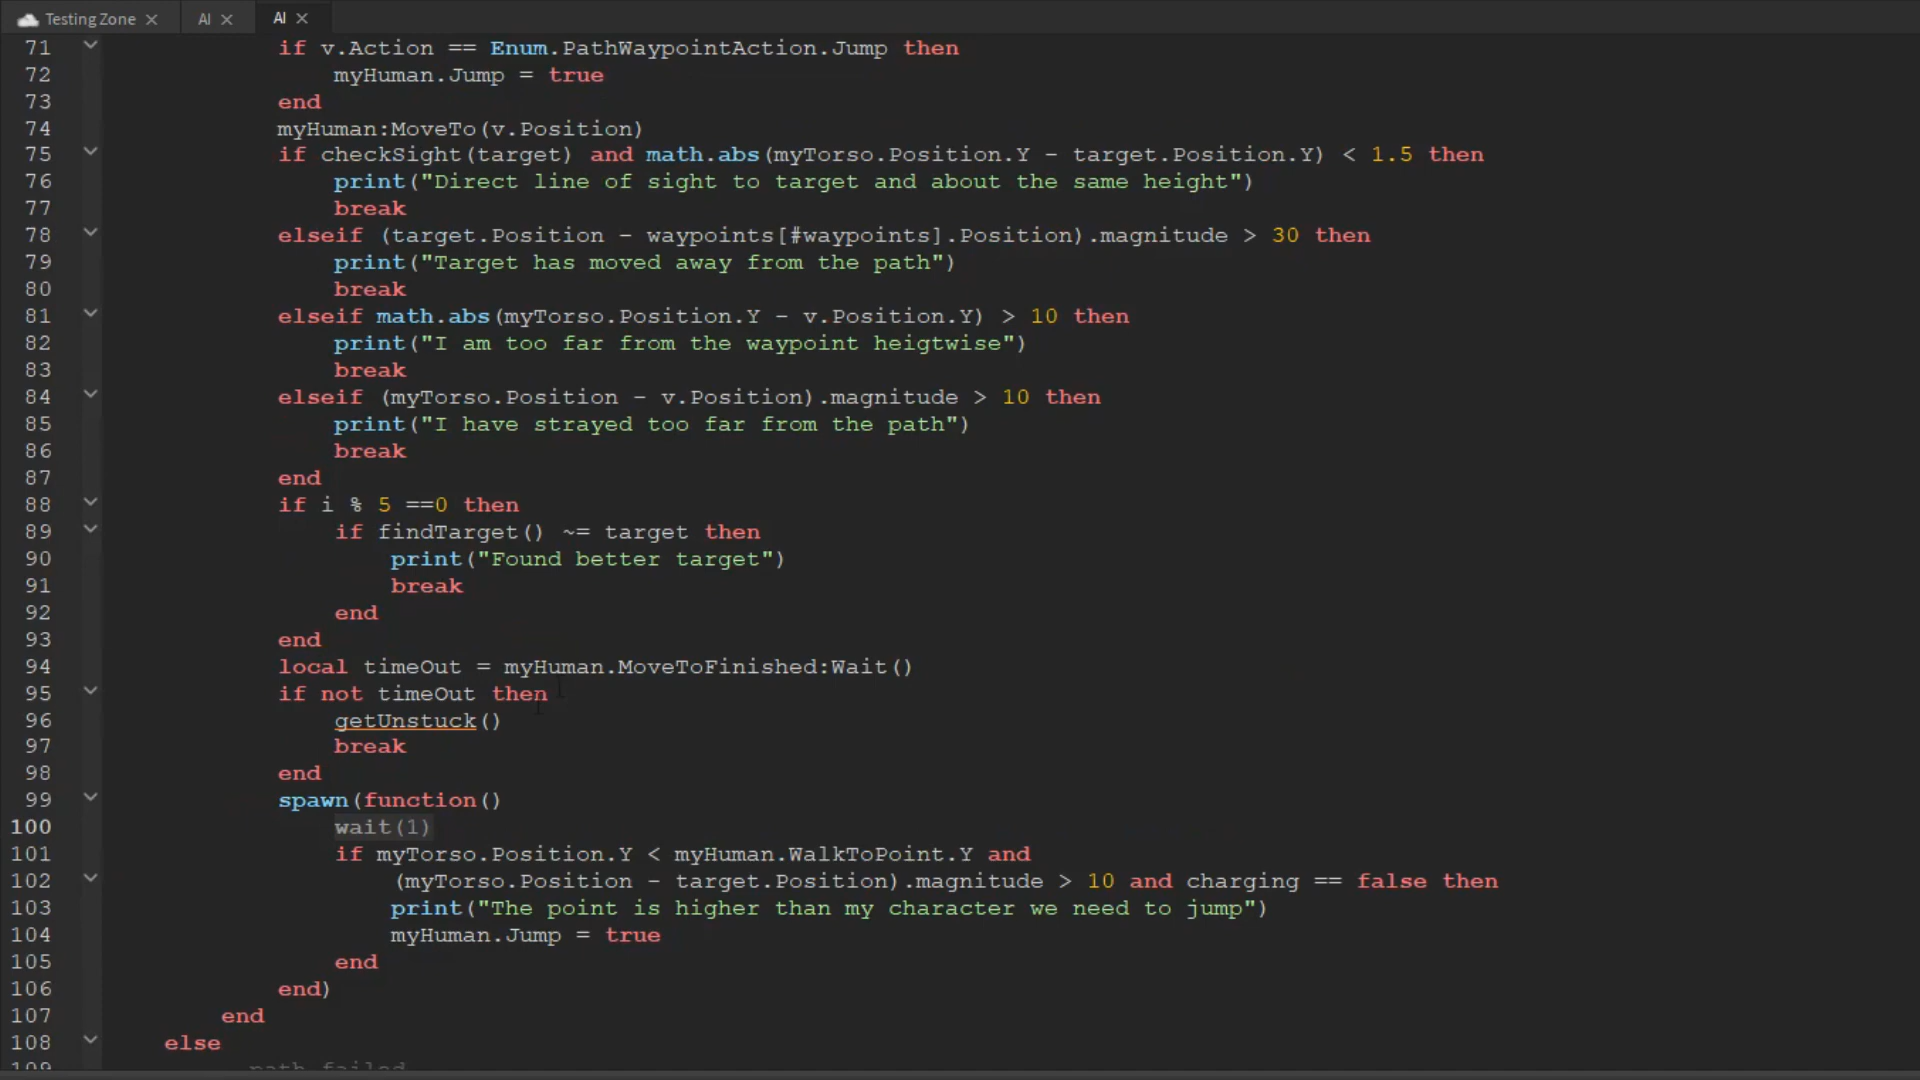 Testing Zone
AI
AI
71 if v.Action == Enum.PathWaypointAction.Jump then
72 myHuman.Jump = true
73 end
74 myHuman:MoveTo(v.Position)
75 if checkSight(target) and math.abs(myTorso.Position.Y - target.Position.Y) < 1.5 then
76 print("Direct line of sight to target and about the same height")
77 break
78 elseif (target.Position - waypoints[#waypoints].Position).magnitude > 30 then
79 print("Target has moved away from the path")
80 break
81 elseif math.abs(myTorso.Position.Y - v.Position.Y) > 10 then
82 print("I am too far from the waypoint heigtwise")
83 break
84 elseif (myTorso.Position - v.Position).magnitude > 10 then
85 print("I have strayed too far from the path")
86 break
87 end
88 if i % 5 ==0 then
89 if findTarget() ~= target then
90 print("Found better target")
91 break
92 end
93 end
94 local timeOut = myHuman.MoveToFinished:Wait()
95 if not timeOut then
96 getUnstuck()
97 break
98 end
99 spawn(function()
100 wait(1)
101 if myTorso.Position.Y < myHuman.WalkToPoint.Y and
102 (myTorso.Position - target.Position).magnitude > 10 and charging == false then
103 print("The point is higher than my character we need to jump")
104 myHuman.Jump = true
105 end
106 end)
107 end
108 else
109 path failed